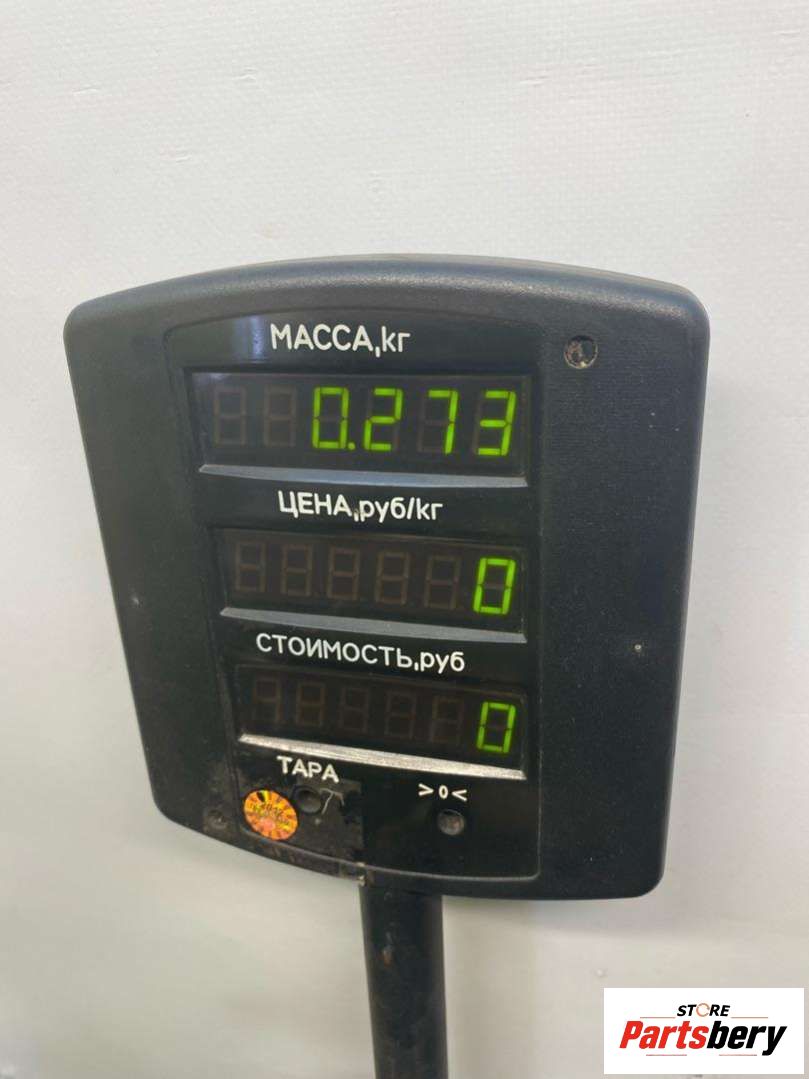 МАССА,кг
0.273
ЦЕНА,руб/кг
0
СТОИМОСТЬ,руб
0
ТАРА
>0<
STORE
Partsbery